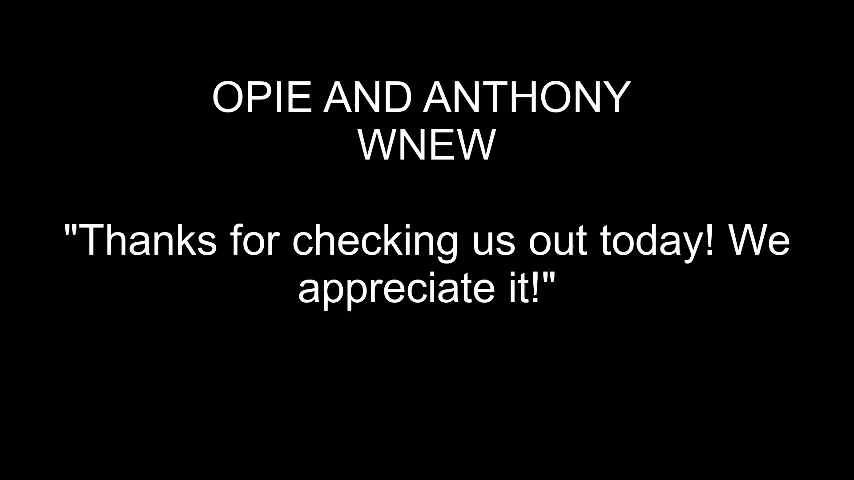 OPIE AND ANTHONY
WNEW
"Thanks for checking us out today! We
appreciate it!"